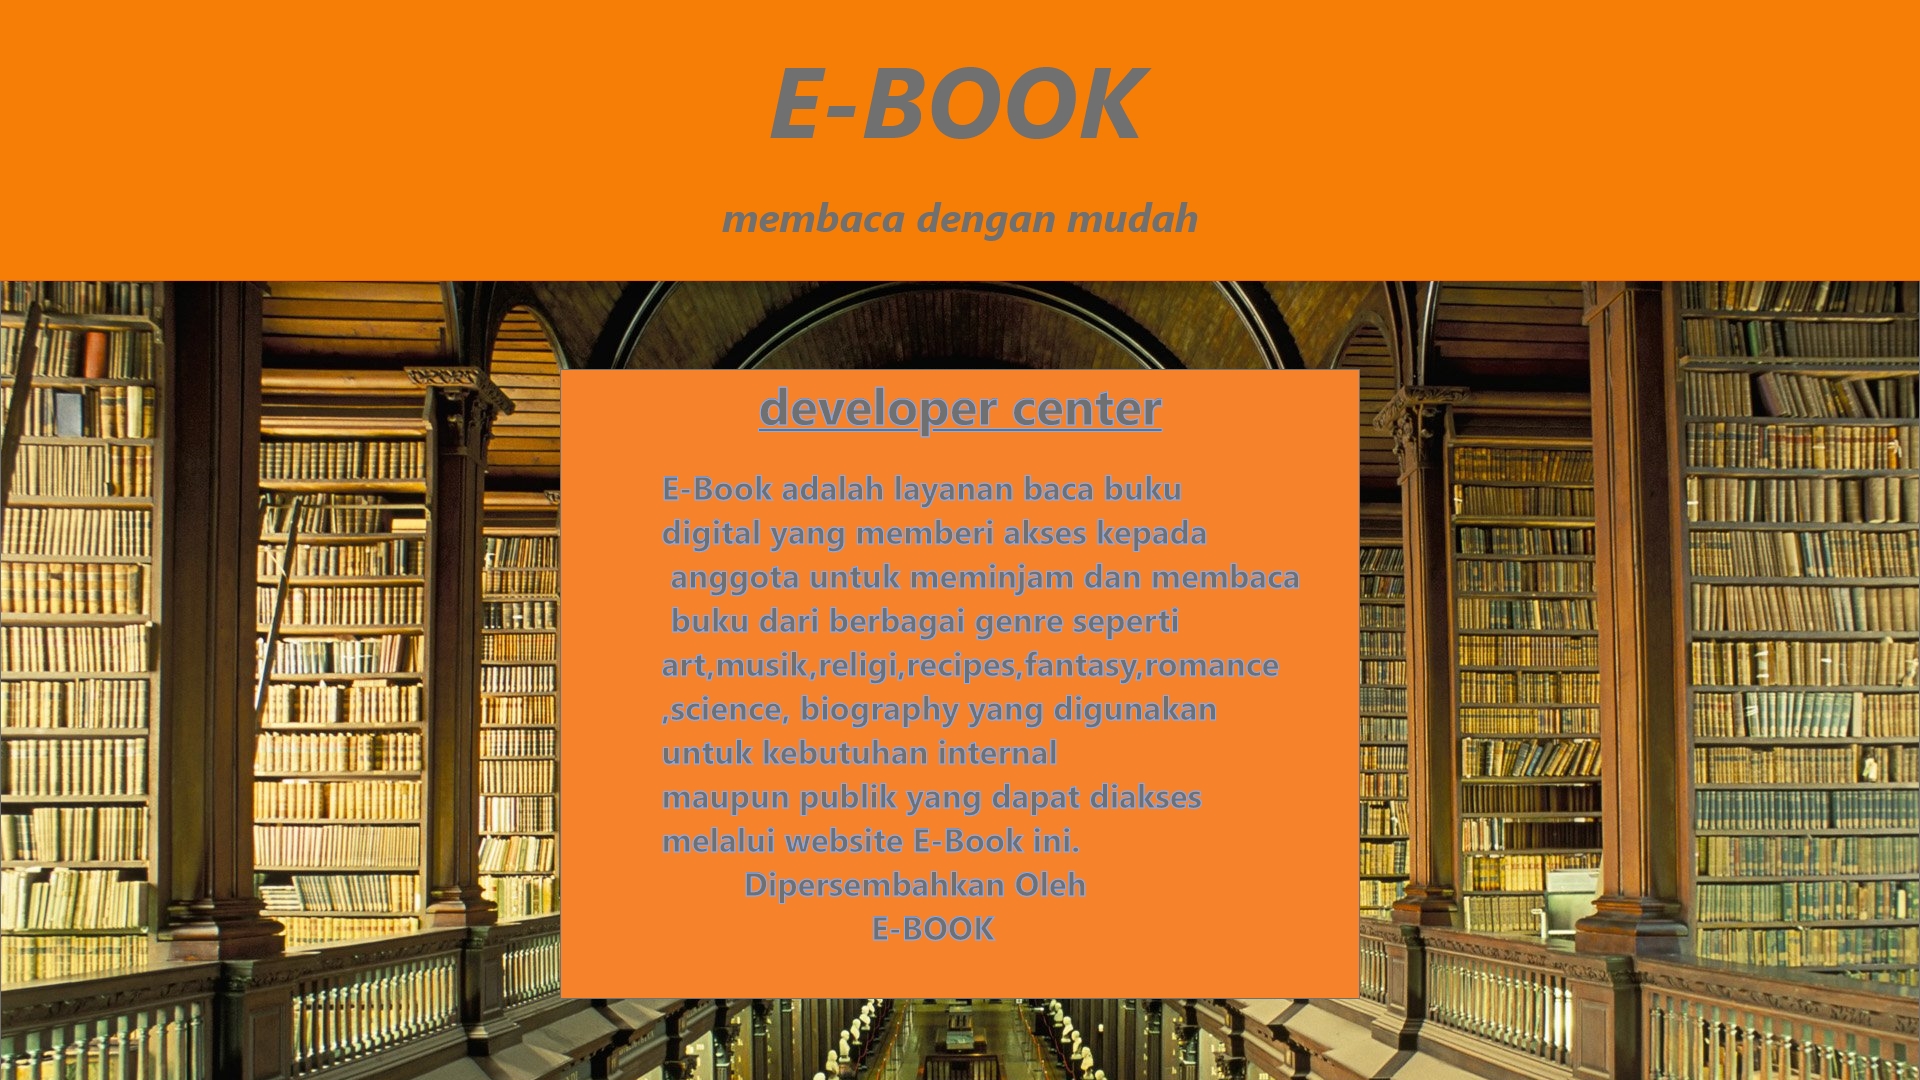 E-BOOK
membaca dengan mudah
developer center
E-Book adalah layanan baca buku
digital yang memberi akses kepada
anggota untuk meminjam dan membaca
buku dari berbagai genre seperti
art,musik,religi,recipes,fantasy,romance
,science, biography yang digunakan
untuk kebutuhan internal
maupun publik yang dapat diakses
melalui website E-Book ini.
Dipersembahkan Oleh
E-BOOK